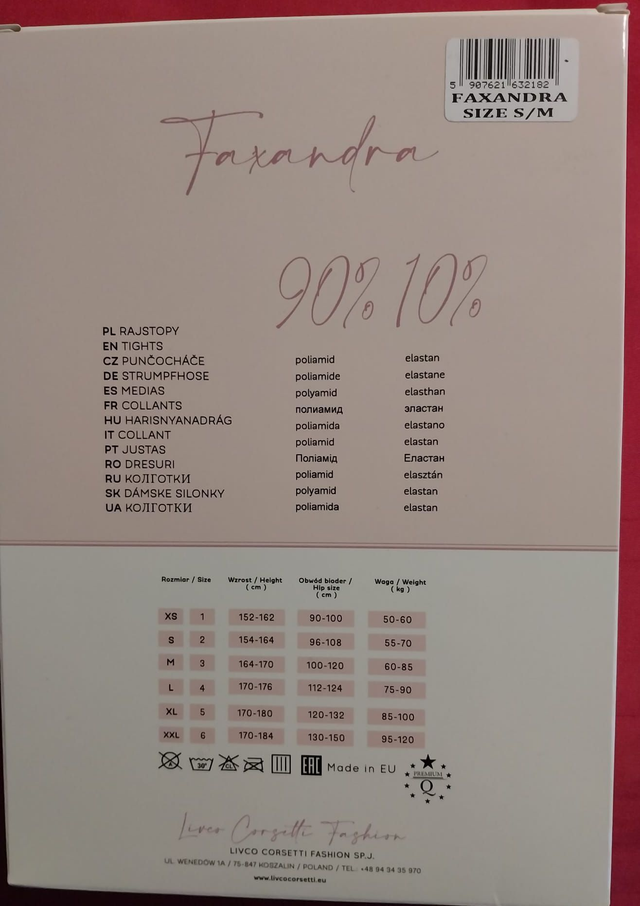 5 907621 632182
FAXANDRA
SIZE S/M
Faxandra
90% 10%
PL RAJSTOPY
EN TIGHTS
CZ PUNČOCHÁČE
DE STRUMPFHOSE
ES MEDIAS
FR COLLANTS
HU HARISNYANADRÁG
IT COLLANT
PT JUSTAS
RO DRESURI
RU КОЛГОТКИ
SK DÁMSKE SILONKY
UA КОЛГОТКИ
poliamid elastan
poliamide elastane
polyamid elasthan
полиамид эластан
poliamida elastano
poliamid elastan
Поліамід Еластан
poliamid elasztán
polyamid elastan
poliamida elastan
Rozmiar / Size Wzrost / Height (cm) Obwód bioder / Hip size (cm) Waga / Weight (kg)
XS 1 152-162 90-100 50-60
S 2 154-164 96-108 55-70
M 3 164-170 100-120 60-85
L 4 170-176 112-124 75-90
XL 5 170-180 120-132 85-100
XXL 6 170-184 130-150 95-120
30° CL EAC Made in EU PREMIUM Q
Livco Corsetti Fashion
LIVCO CORSETTI FASHION SP.J.
UL. WENEDÓW 1A / 75-847 KOSZALIN / POLAND / TEL.: +48 94 34 35 970
www.livcocorsetti.eu